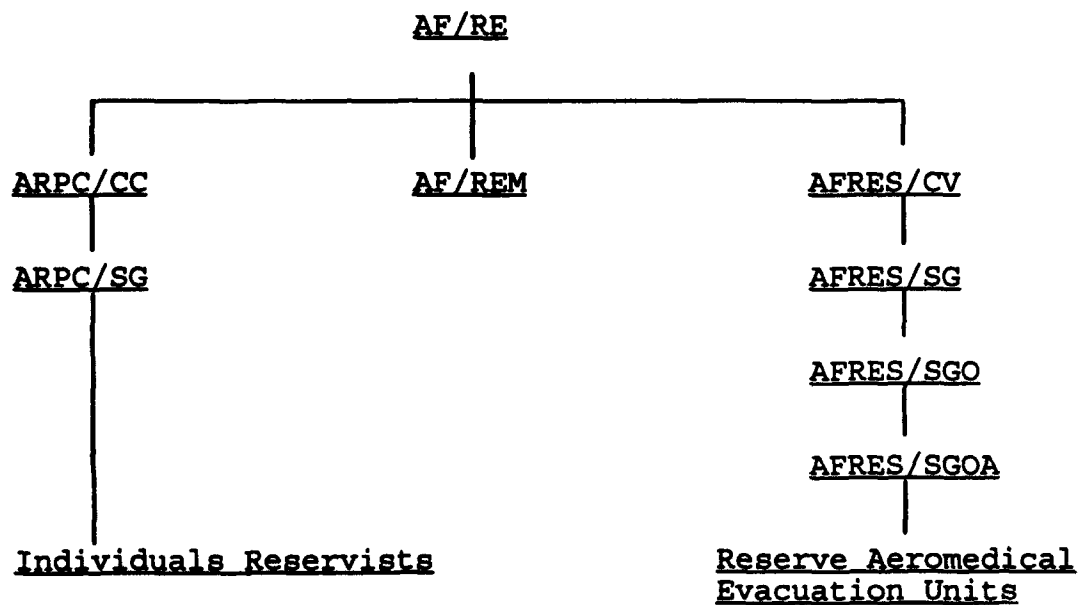 AF/RE
ARPC/CC
AF/REM
AFRES/CV
ARPC/SG
AFRES/SG
AFRES/SGO
AFRES/SGOA
Individuals Reservists
Reserve Aeromedical
Evacuation Units